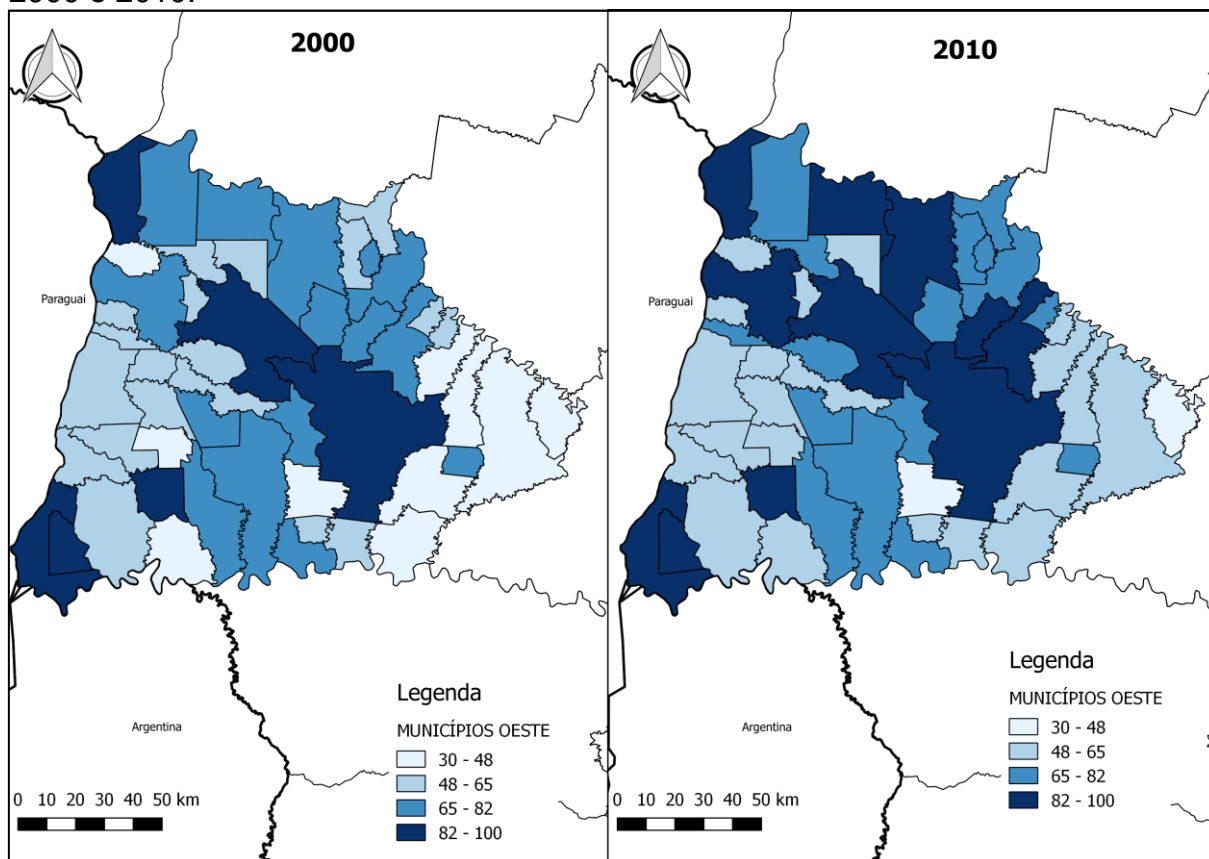 2000
Paraguai
Argentina
Legenda
MUNICÍPIOS OESTE
30 - 48
48 - 65
65 - 82
82 - 100
0 10 20 30 40 50 km
2010
Paraguai
Argentina
Legenda
MUNICÍPIOS OESTE
30 - 48
48 - 65
65 - 82
82 - 100
0 10 20 30 40 50 km